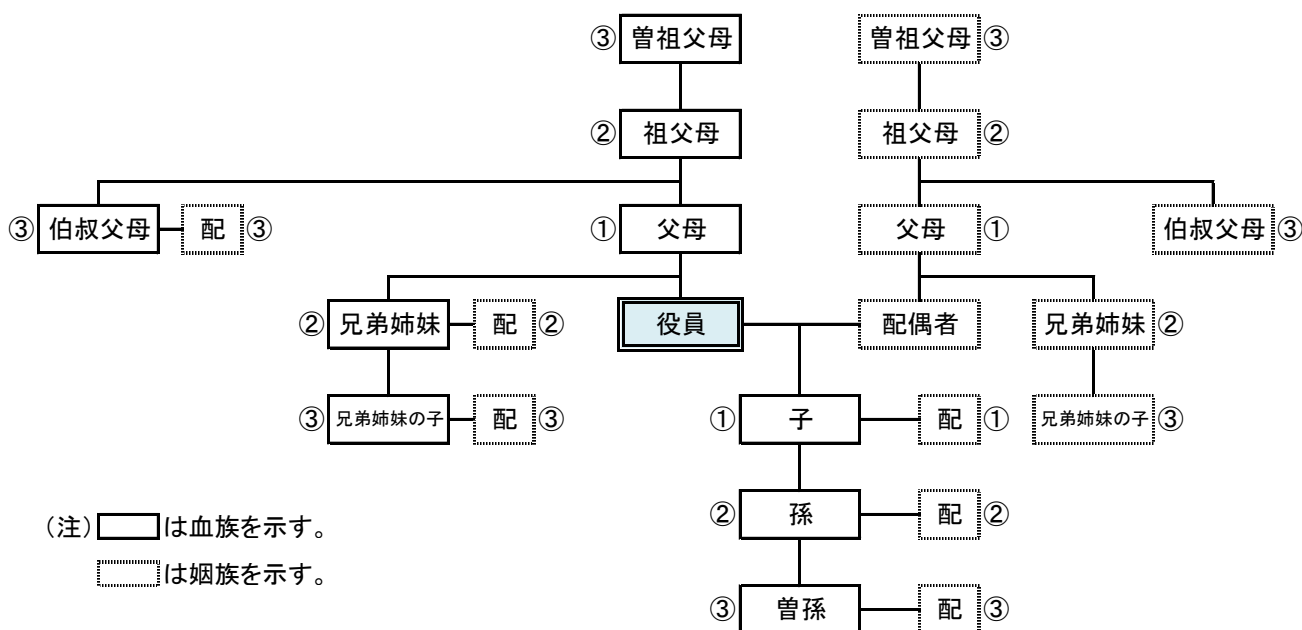 ③ 曽祖父母 曽祖父母 ③
② 祖父母 祖父母 ②
③ 伯叔父母 配 ③ ① 父母 父母 ① 伯叔父母 ③
② 兄弟姉妹 配 ② 役員 配偶者 兄弟姉妹 ②
③ 兄弟姉妹の子 配 ③ ① 子 配 ① 兄弟姉妹の子 ③
② 孫 配 ②
(注) は血族を示す。
は姻族を示す。
③ 曽孫 配 ③